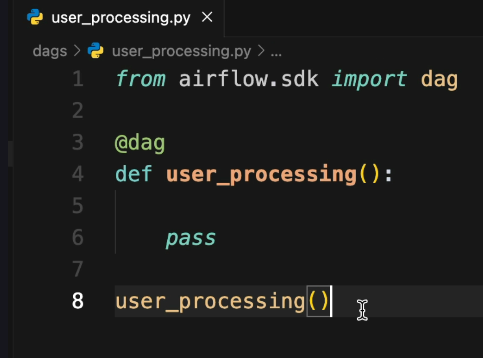 user_processing.py ×
dags > user_processing.py > ...
1 from airflow.sdk import dag
2
3 @dag
4 def user_processing():
5
6     pass
7
8 user_processing()